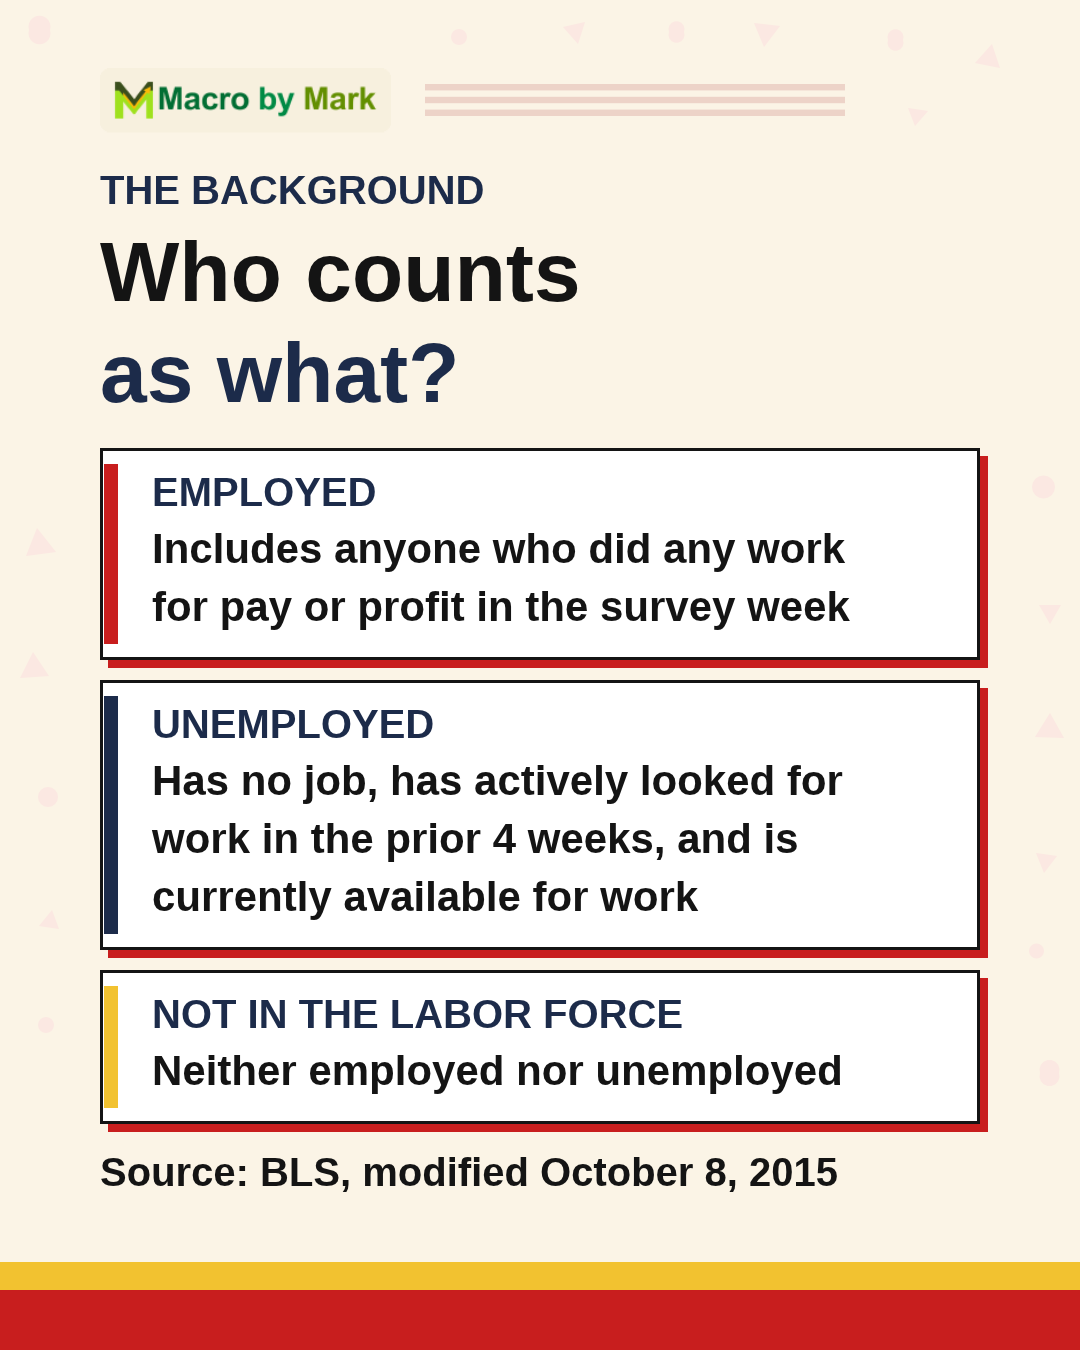 Macro by Mark
THE BACKGROUND
Who counts
as what?
EMPLOYED
Includes anyone who did any work
for pay or profit in the survey week
UNEMPLOYED
Has no job, has actively looked for
work in the prior 4 weeks, and is
currently available for work
NOT IN THE LABOR FORCE
Neither employed nor unemployed
Source: BLS, modified October 8, 2015